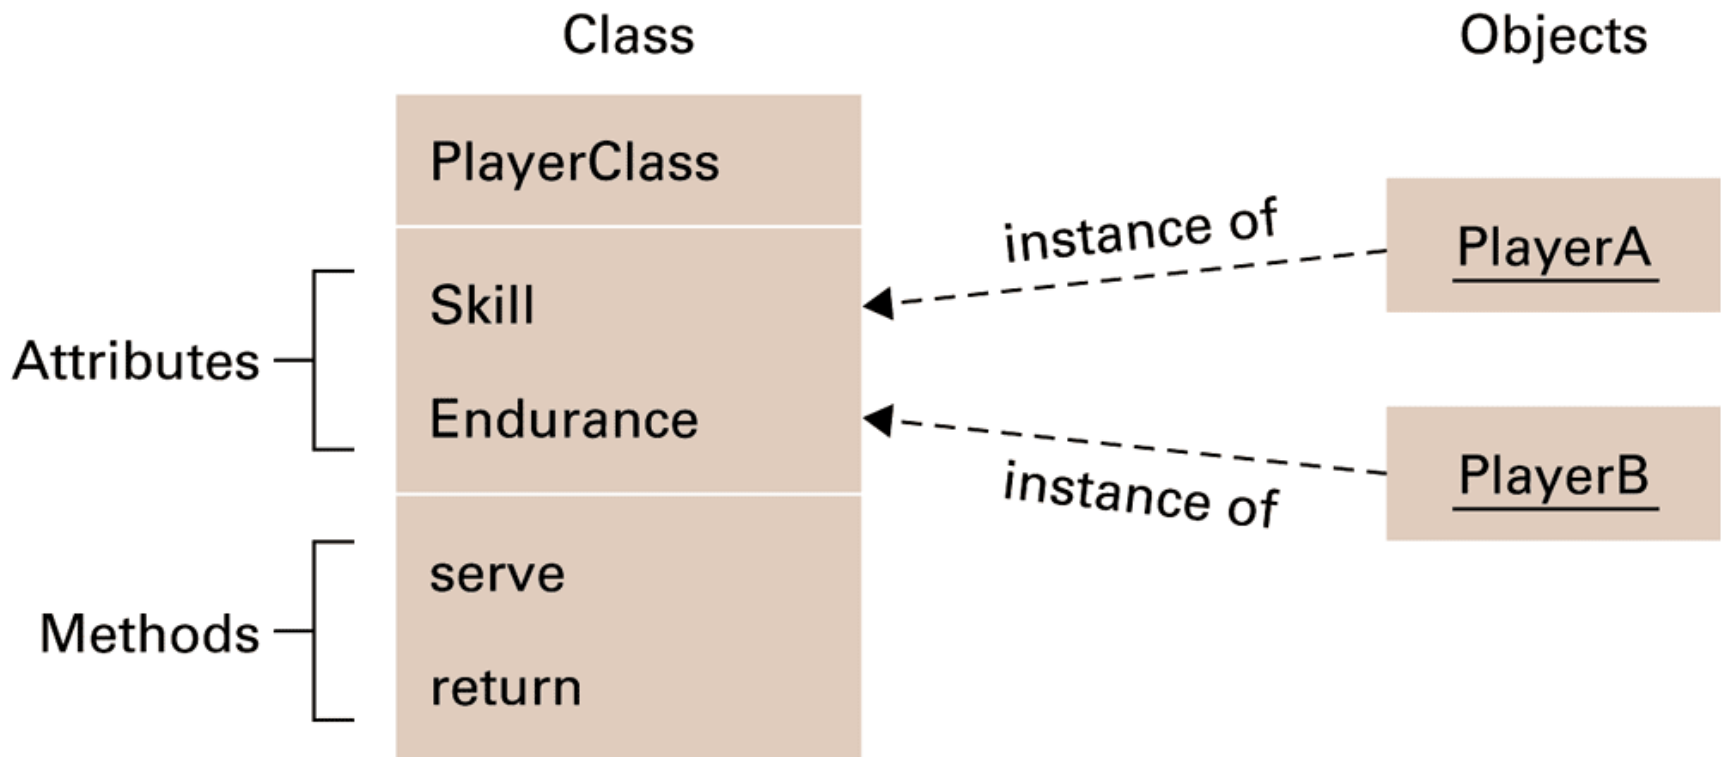 Class
Objects
PlayerClass
Attributes
Skill
Endurance
Methods
serve
return
instance of
PlayerA
instance of
PlayerB